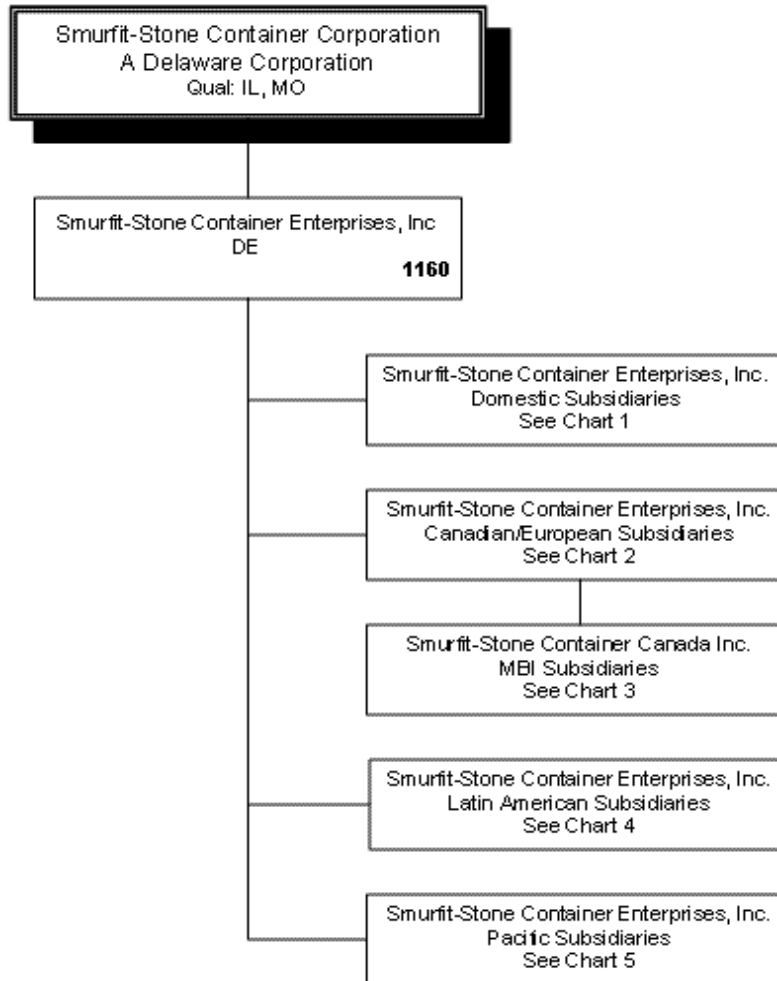 Smurfit-Stone Container Corporation
A Delaware Corporation
Qual: IL, MO
Smurfit-Stone Container Enterprises, Inc
DE
1160
Smurfit-Stone Container Enterprises, Inc.
Domestic Subsidiaries
See Chart 1
Smurfit-Stone Container Enterprises, Inc.
Canadian/European Subsidiaries
See Chart 2
Smurfit-Stone Container Canada Inc.
MBI Subsidiaries
See Chart 3
Smurfit-Stone Container Enterprises, Inc.
Latin American Subsidiaries
See Chart 4
Smurfit-Stone Container Enterprises, Inc.
Pacific Subsidiaries
See Chart 5